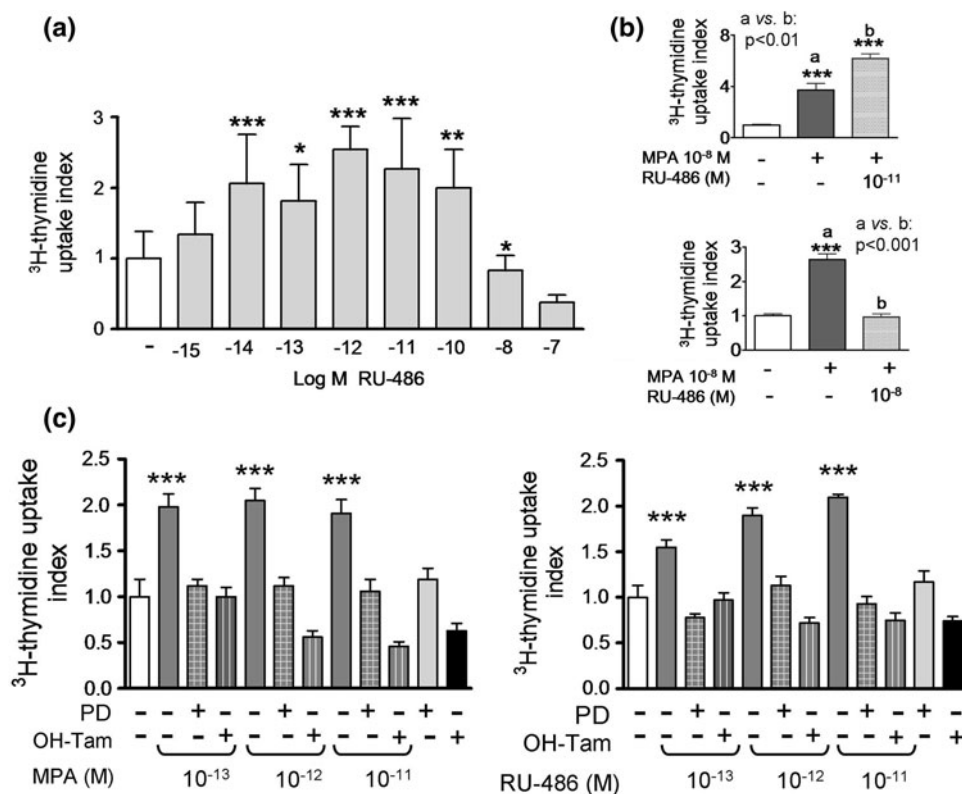 (a)
³H-thymidine
uptake index
3
2
1
0
*** * *** *** ** *
- -15 -14 -13 -12 -11 -10 -8 -7
Log M RU-486
(b)
³H-thymidine
uptake index
8
4
0
a vs. b:
p<0.01
a
***
b
***
MPA 10⁻⁸ M - + +
RU-486 (M) - - 10⁻¹¹
³H-thymidine
uptake index
3
2
1
0
a
***
a vs. b:
p<0.001
b
MPA 10⁻⁸ M - + +
RU-486 (M) - - 10⁻⁸
(c)
³H-thymidine uptake
index
2.5
2.0
1.5
1.0
0.5
0.0
*** *** ***
PD - - + - - + - - + - + -
OH-Tam - - - + - - + - - + - +
MPA (M) 10⁻¹³ 10⁻¹² 10⁻¹¹
³H-thymidine uptake
index
2.5
2.0
1.5
1.0
0.5
0.0
*** *** ***
PD - - + - - + - - + - + -
OH-Tam - - - + - - + - - + - +
RU-486 (M) 10⁻¹³ 10⁻¹² 10⁻¹¹